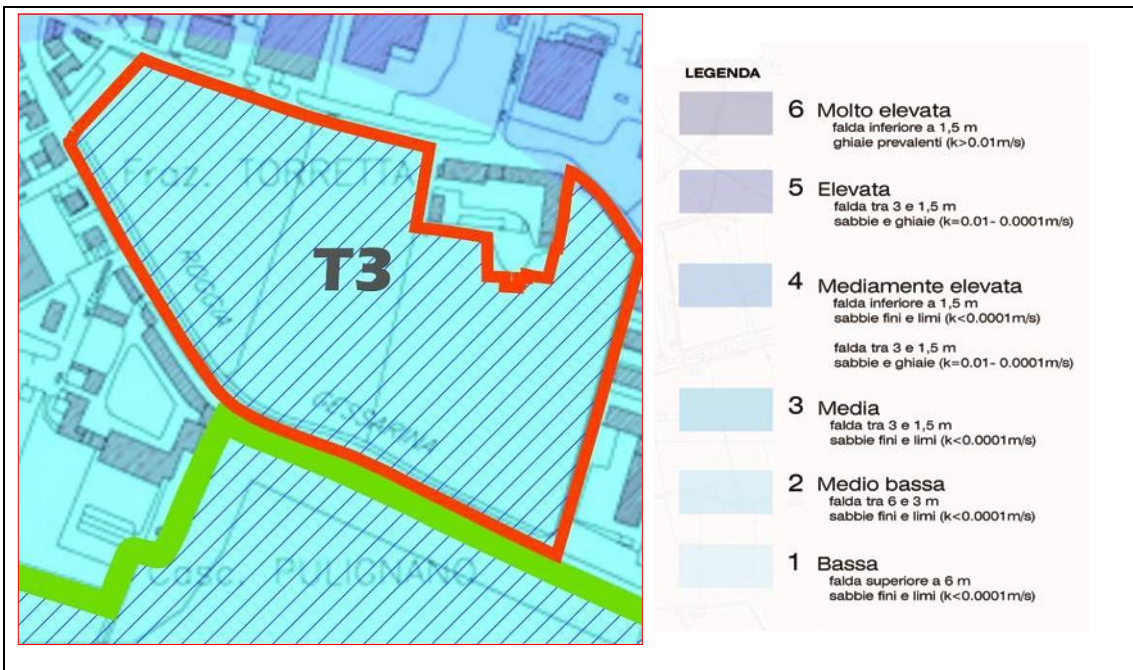 Fraz. TORRETTA
T3
ROGGIA
GESSARINA
Casc. PULIGNANO
LEGENDA
6 Molto elevata
falda inferiore a 1,5 m
ghiaie prevalenti (k>0.01m/s)
5 Elevata
falda tra 3 e 1,5 m
sabbie e ghiaie (k=0.01- 0.0001m/s)
4 Mediamente elevata
falda inferiore a 1,5 m
sabbie fini e limi (k<0.0001m/s)
falda tra 3 e 1,5 m
sabbie e ghiaie (k=0.01- 0.0001m/s)
3 Media
falda tra 3 e 1,5 m
sabbie fini e limi (k<0.0001m/s)
2 Medio bassa
falda tra 6 e 3 m
sabbie fini e limi (k<0.0001m/s)
1 Bassa
falda superiore a 6 m
sabbie fini e limi (k<0.0001m/s)